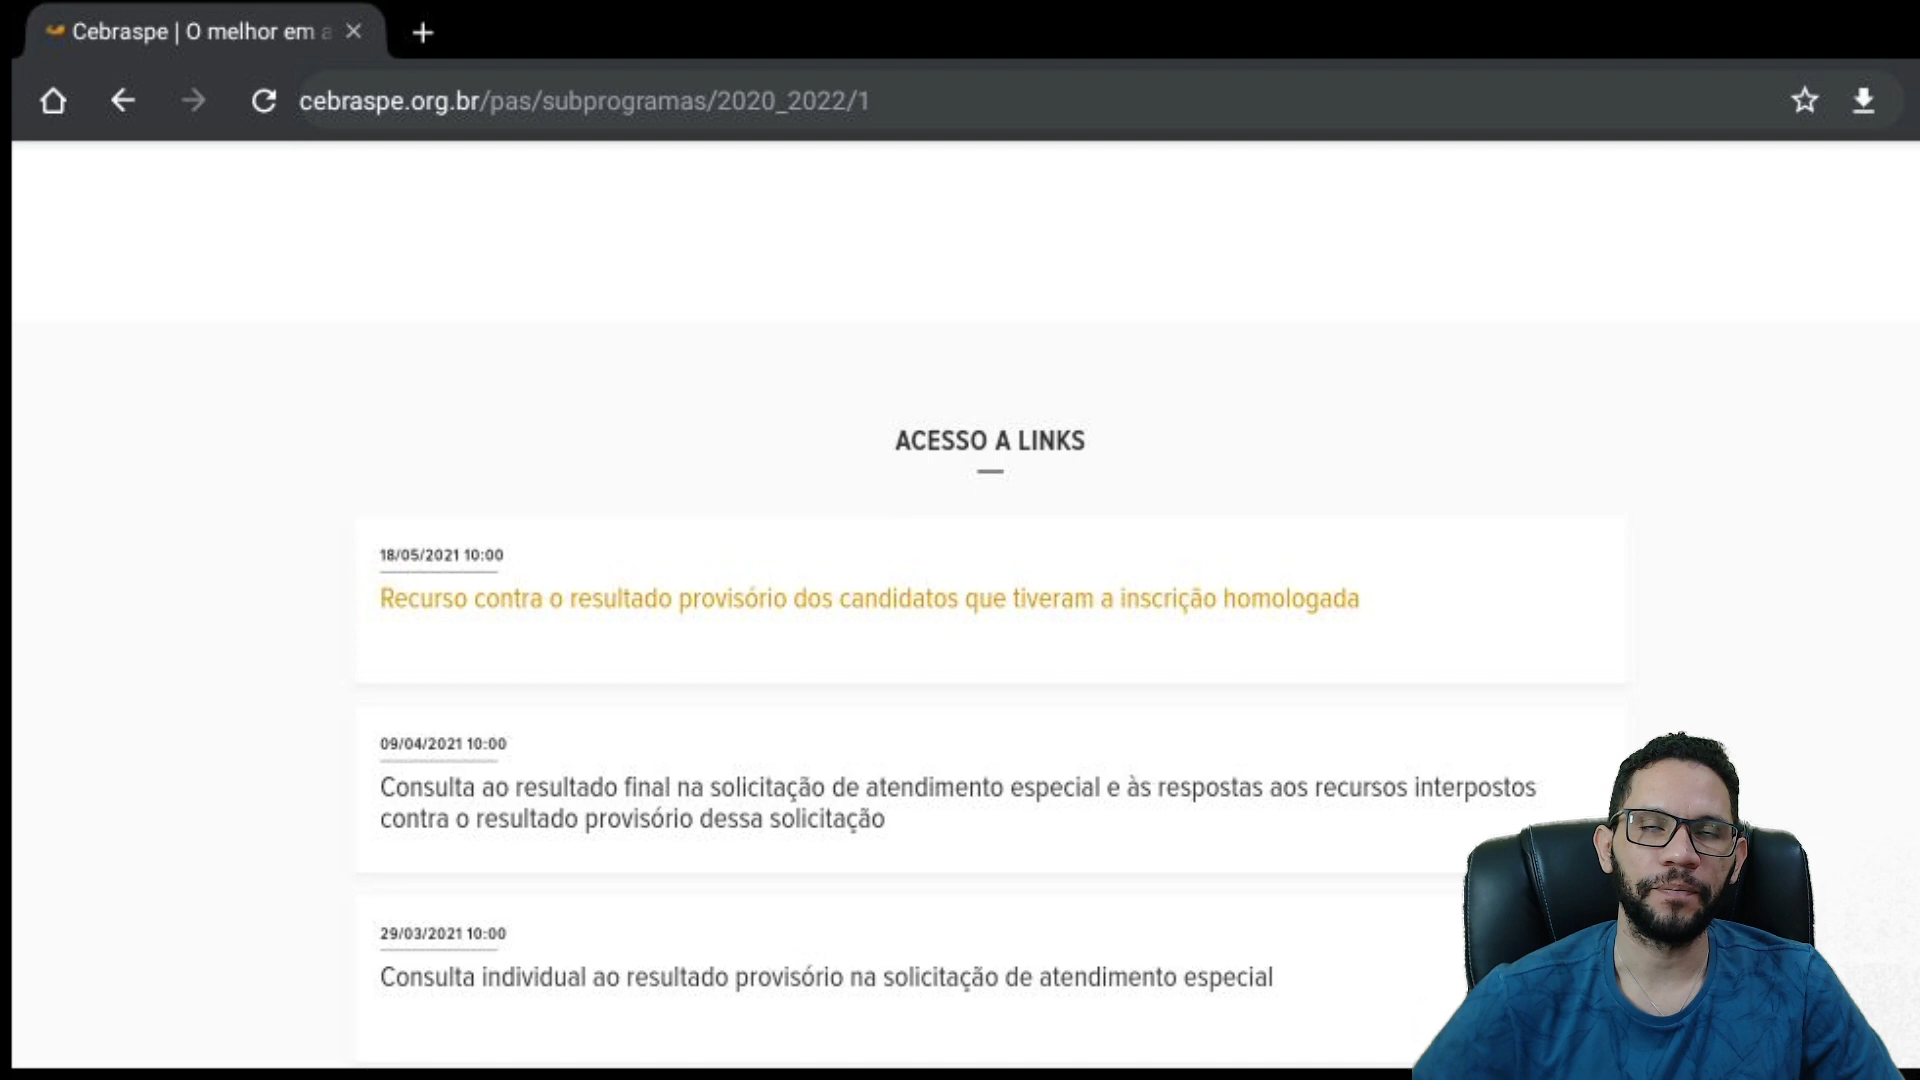 Cebraspe | O melhor em a
cebraspe.org.br/pas/subprogramas/2020_2022/1
ACESSO A LINKS
18/05/2021 10:00
Recurso contra o resultado provisório dos candidatos que tiveram a inscrição homologada
09/04/2021 10:00
Consulta ao resultado final na solicitação de atendimento especial e às respostas aos recursos interpostos
contra o resultado provisório dessa solicitação
29/03/2021 10:00
Consulta individual ao resultado provisório na solicitação de atendimento especial